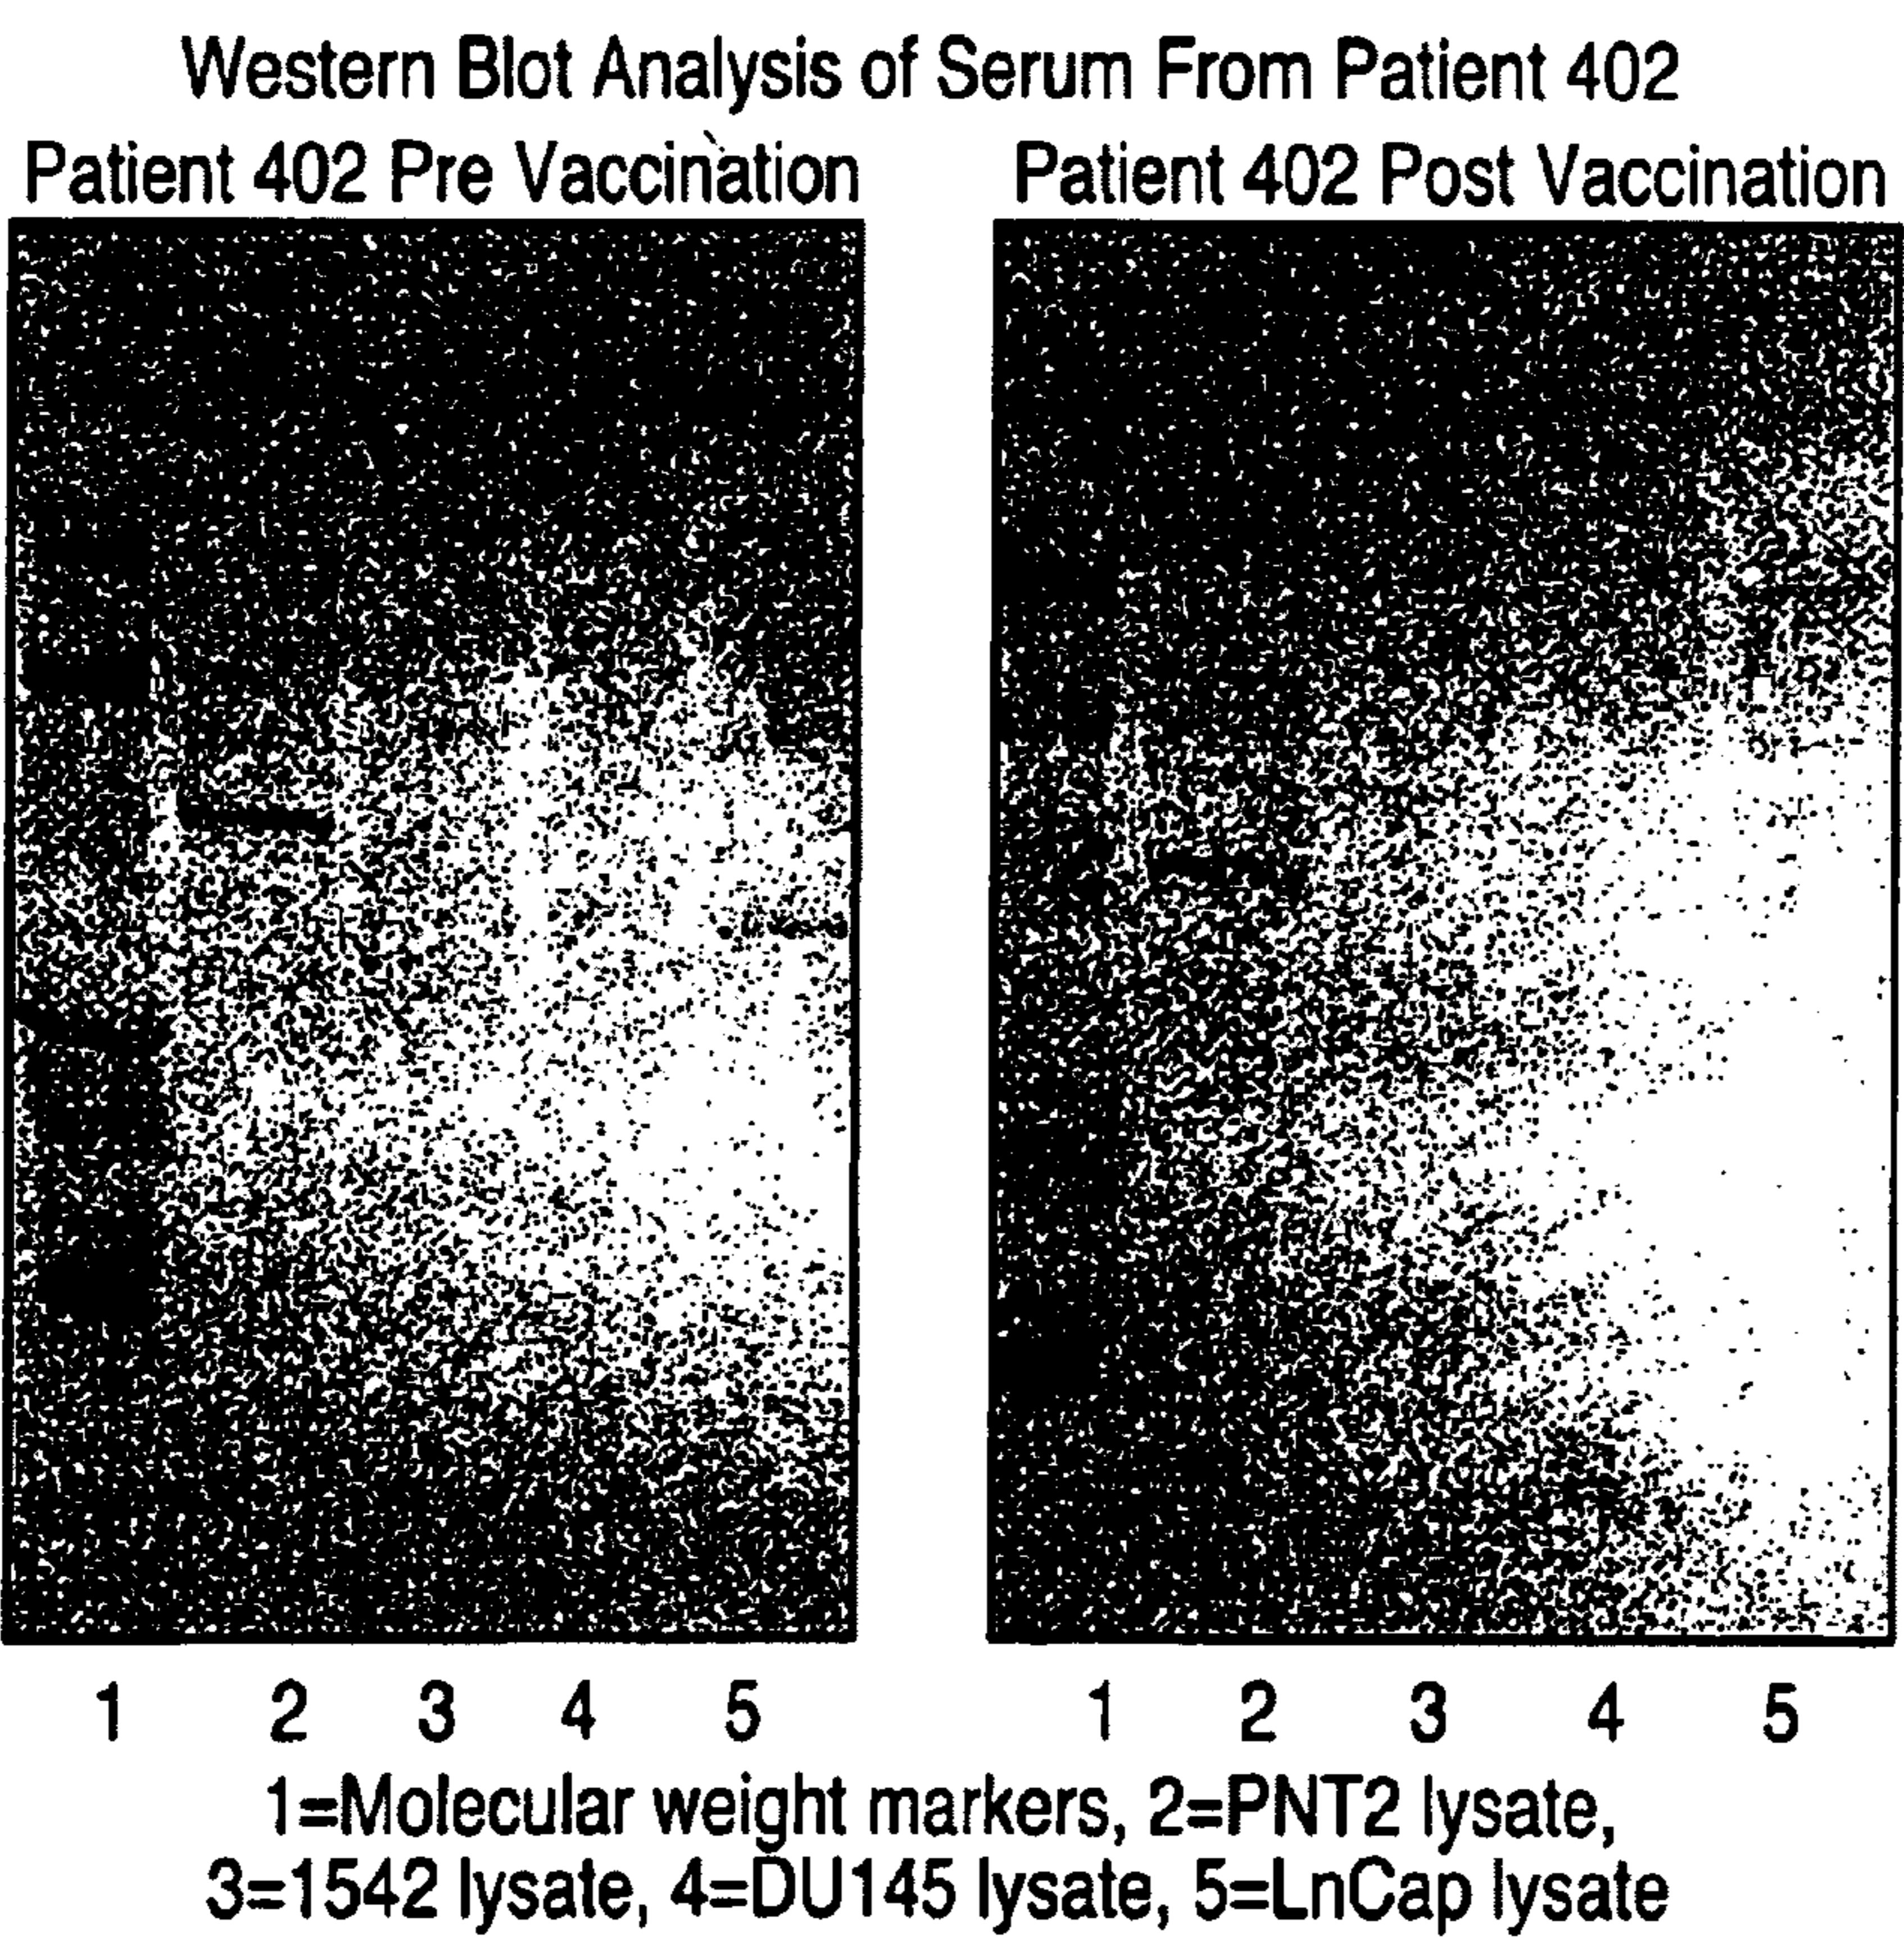 Western Blot Analysis of Serum From Patient 402
Patient 402 Pre Vaccination
Patient 402 Post Vaccination
1 2 3 4 5
1 2 3 4 5
1=Molecular weight markers, 2=PNT2 lysate,
3=1542 lysate, 4=DU145 lysate, 5=LnCap lysate